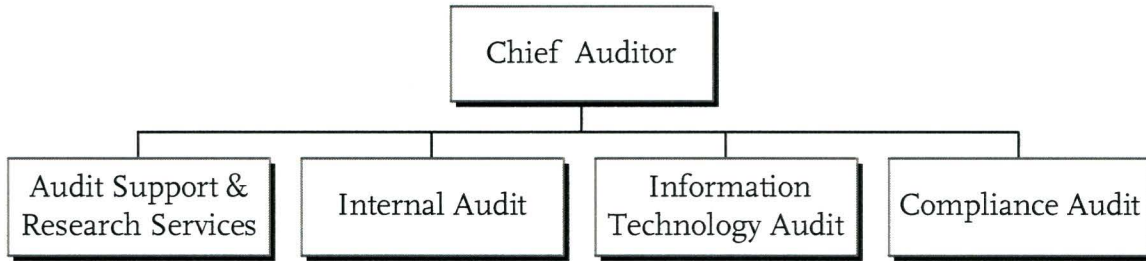 Chief Auditor
Audit Support &
Research Services
Internal Audit
Information
Technology Audit
Compliance Audit